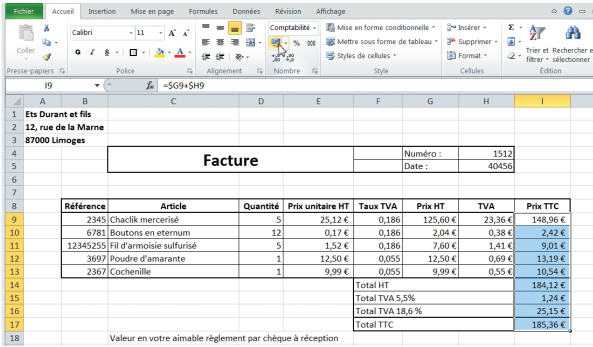 Fichier Accueil Insertion Mise en page Formules Données Révision Affichage
Coller
Calibri 11
G I S
Comptabilité
% 000
Mise en forme conditionnelle
Mettre sous forme de tableau
Styles de cellules
Insérer
Supprimer
Format
Trier et filtrer
Rechercher et sélectionner
Presse-papiers Police Alignement Nombre Style Cellules Édition
I9 fx =$G9+$H9
A B C D E F G H I
1 Ets Durant et fils
2 12, rue de la Marne
3 87000 Limoges
4 Facture Numéro : 1512
5 Date : 40456
6
7
8 Référence Article Quantité Prix unitaire HT Taux TVA Prix HT TVA Prix TTC
9 2345 Chaclik mercerisé 5 25,12 € 0,186 125,60 € 23,36 € 148,96 €
10 6781 Boutons en eternum 12 0,17 € 0,186 2,04 € 0,38 € 2,42 €
11 12345255 Fil d'armoisie sulfurisé 5 1,52 € 0,186 7,60 € 1,41 € 9,01 €
12 3697 Poudre d'amarante 1 12,50 € 0,055 12,50 € 0,69 € 13,19 €
13 2367 Cochenille 1 9,99 € 0,055 9,99 € 0,55 € 10,54 €
14 Total HT 184,12 €
15 Total TVA 5,5% 1,24 €
16 Total TVA 18,6 % 25,15 €
17 Total TTC 185,36 €
18 Valeur en votre aimable règlement par chèque à réception